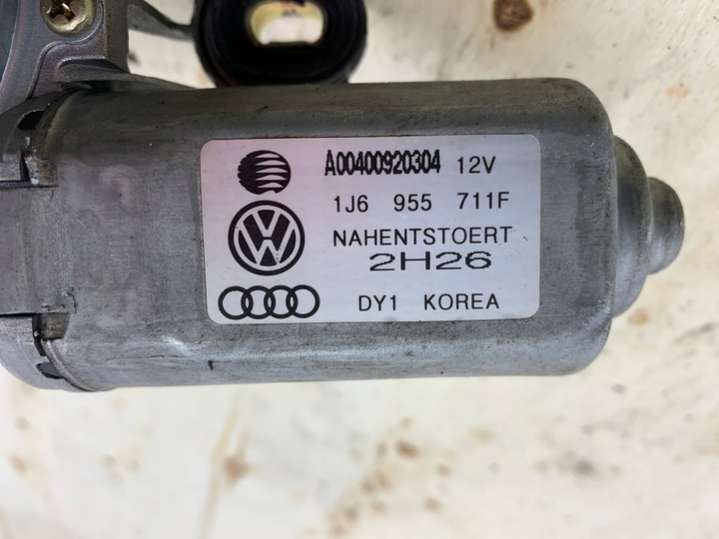 A00400920304 12V
1J6 955 711F
NAHENTSTOERT
2H26
DY1 KOREA